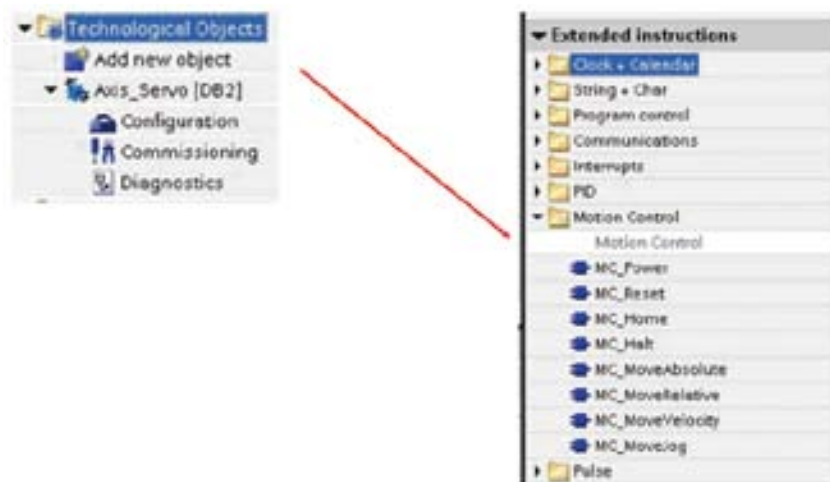 Technological Objects
Add new object
Axis_Servo [DB2]
Configuration
Commissioning
Diagnostics
Extended instructions
Clock + Calendar
String + Char
Program control
Communications
Interrupts
PID
Motion Control
Motion Control
MC_Power
MC_Reset
MC_Home
MC_Halt
MC_MoveAbsolute
MC_MoveRelative
MC_MoveVelocity
MC_MoveJog
Pulse